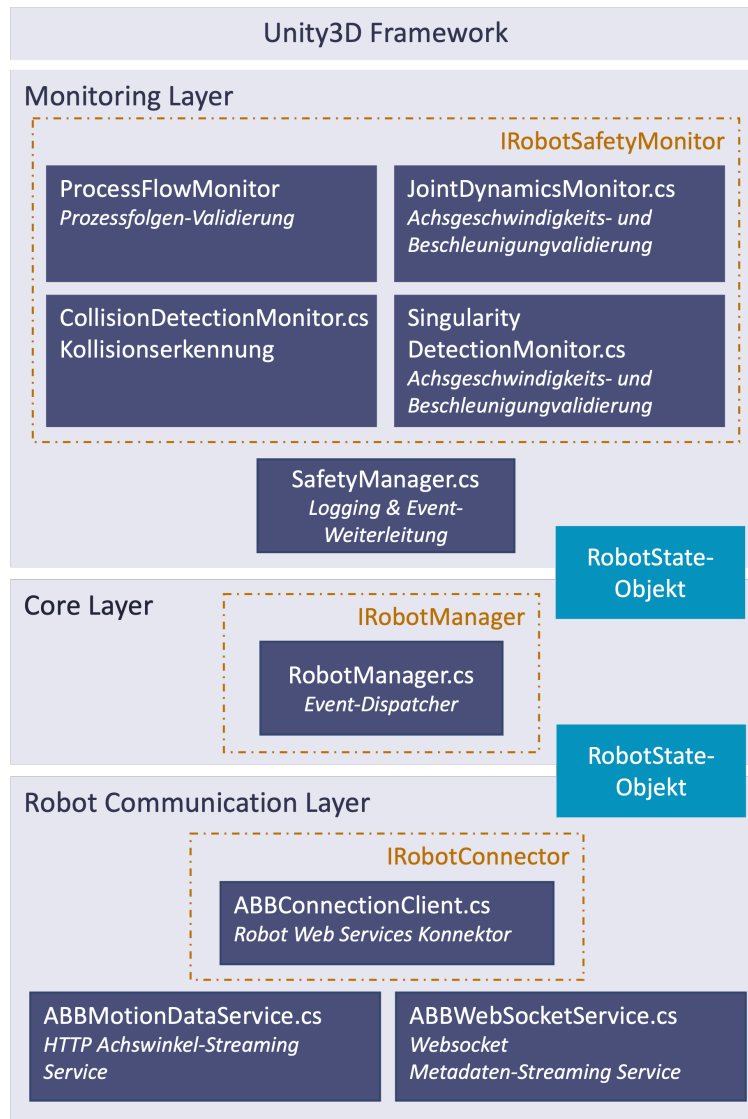 Unity3D Framework
Monitoring Layer
IRobotSafetyMonitor
ProcessFlowMonitor
Prozessfolgen-Validierung
JointDynamicsMonitor.cs
Achsgeschwindigkeits- und
Beschleunigungvalidierung
CollisionDetectionMonitor.cs
Kollisionserkennung
Singularity
DetectionMonitor.cs
Achsgeschwindigkeits- und
Beschleunigungvalidierung
SafetyManager.cs
Logging & Event-
Weiterleitung
RobotState-
Objekt
Core Layer
IRobotManager
RobotManager.cs
Event-Dispatcher
RobotState-
Objekt
Robot Communication Layer
IRobotConnector
ABBConnectionClient.cs
Robot Web Services Konnektor
ABBMotionDataService.cs
HTTP Achswinkel-Streaming
Service
ABBWebSocketService.cs
Websocket
Metadaten-Streaming Service